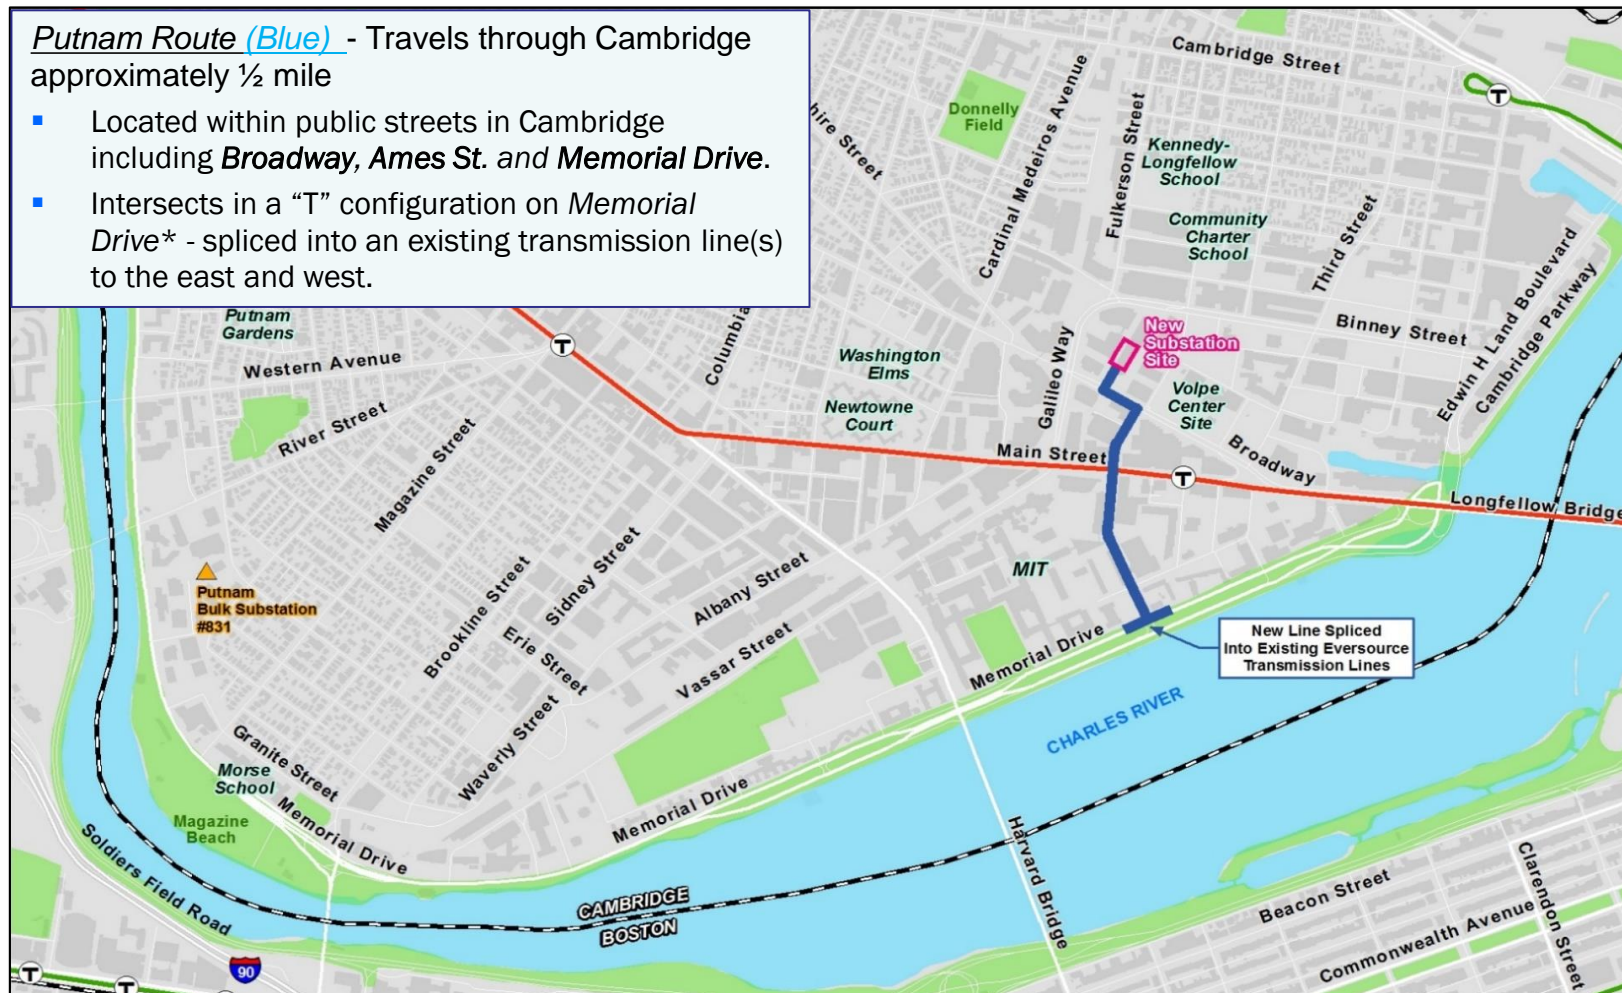 Putnam Route (Blue) - Travels through Cambridge
approximately ½ mile
▪ Located within public streets in Cambridge
including Broadway, Ames St. and Memorial Drive.
▪ Intersects in a “T” configuration on Memorial
Drive* - spliced into an existing transmission line(s)
to the east and west.
Cambridge Street
T
Donnelly
Field
hire Street
Cardinal Medeiros Avenue
Fulkerson Street
Kennedy-
Longfellow
School
Community
Charter
School
Third Street
Edwin H Land Boulevard
Cambridge Parkway
Binney Street
Putnam
Gardens
Western Avenue
T
Columbia
Washington
Elms
Galileo Way
New
Substation
Site
Volpe
Center
Site
Newtowne
Court
River Street
Magazine Street
Main Street
T
Broadway
Longfellow Bridge
Putnam
Bulk Substation
#831
Sidney Street
Brookline Street
Erie Street
Albany Street
Vassar Street
MIT
Memorial Drive
New Line Spliced
Into Existing Eversource
Transmission Lines
CHARLES RIVER
Waverly Street
Granite Street
Morse
School
Magazine
Beach
Memorial Drive
Memorial Drive
Soldiers Field Road
Harvard Bridge
CAMBRIDGE
BOSTON
Beacon Street
Clarendon Street
Commonwealth Avenue
90
T
T